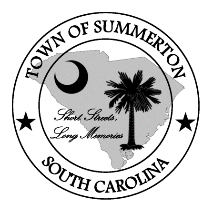 TOWN OF SUMMERTON
Short Streets,
Long Memories
SOUTH CAROLINA